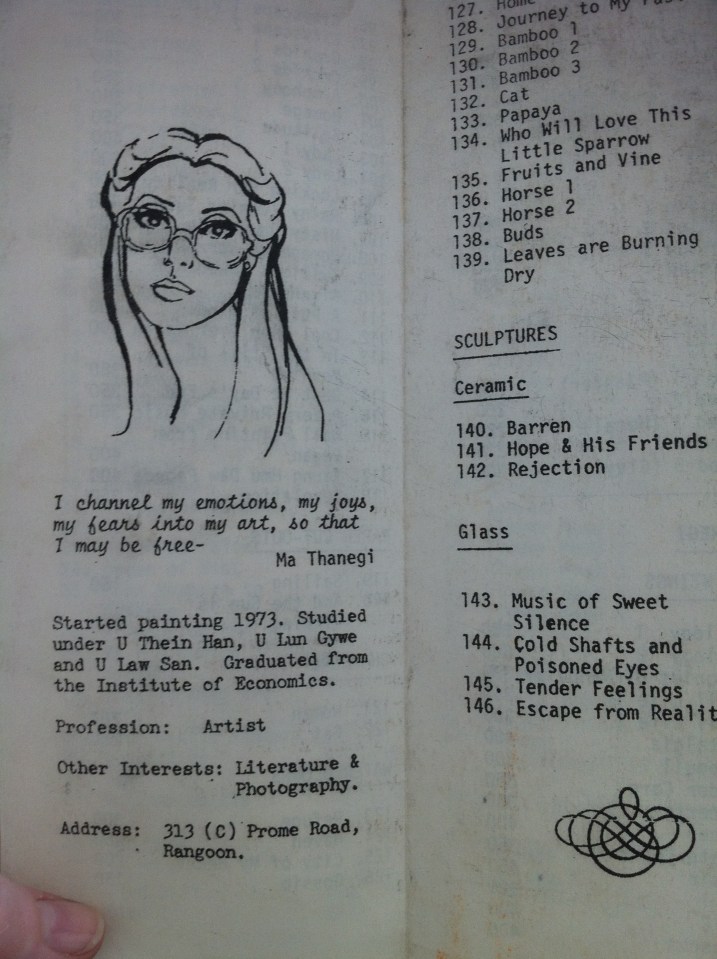 I channel my emotions, my joys,
my fears into my art, so that
I may be free-
Ma Thanegi
Started painting 1973. Studied
under U Thein Han, U Lun Gywe
and U Law San. Graduated from
the Institute of Economics.
Profession: Artist
Other Interests: Literature &
Photography.
Address: 313 (C) Prome Road,
Rangoon.
127. Home
128. Journey to My
129. Bamboo 1
130. Bamboo 2
131. Bamboo 3
132. Cat
133. Papaya
134. Who Will Love This
Little Sparrow
135. Fruits and Vine
136. Horse 1
137. Horse 2
138. Buds
139. Leaves are Burning
Dry
SCULPTURES
Ceramic
140. Barren
141. Hope & His Friends
142. Rejection
Glass
143. Music of Sweet
Silence
144. Cold Shafts and
Poisoned Eyes
145. Tender Feelings
146. Escape from Realit